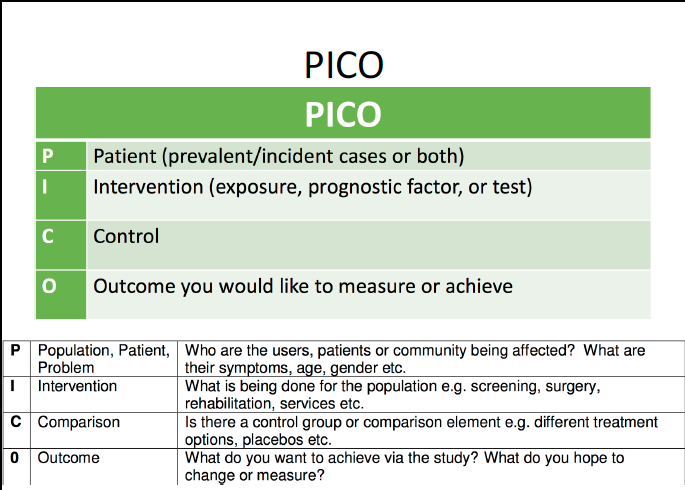 PICO
PICO
P Patient (prevalent/incident cases or both)
I Intervention (exposure, prognostic factor, or test)
C Control
O Outcome you would like to measure or achieve
P Population, Patient, Who are the users, patients or community being affected? What are
Problem their symptoms, age, gender etc.
I Intervention What is being done for the population e.g. screening, surgery,
rehabilitation, services etc.
C Comparison Is there a control group or comparison element e.g. different treatment
options, placebos etc.
0 Outcome What do you want to achieve via the study? What do you hope to
change or measure?